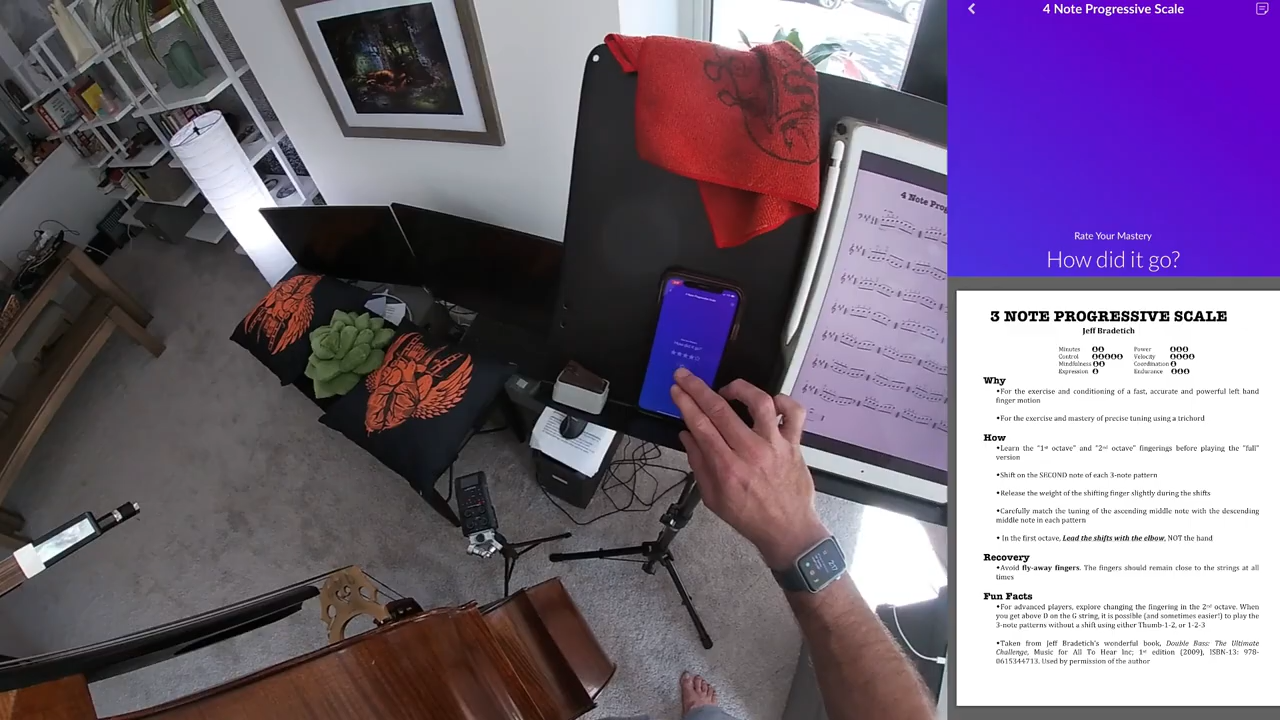 4 Note Progressive Scale
Rate Your Mastery
How did it go?
4 Note Prog
How did it go?
3 NOTE PROGRESSIVE SCALE
Jeff Bradetich
Minutes
Power
Control
Velocity
Mindfulness
Coordination
Expression
Endurance
Why
•For the exercise and conditioning of a fast, accurate and powerful left hand
finger motion
•For the exercise and mastery of precise tuning using a trichord
How
•Learn the "1st octave" and "2nd octave" fingerings before playing the "full"
version
•Shift on the SECOND note of each 3-note pattern
•Release the weight of the shifting finger slightly during the shifts
•Carefully match the tuning of the ascending middle note with the descending
middle note in each pattern
• In the first octave, Lead the shifts with the elbow, NOT the hand
Recovery
•Avoid fly-away fingers. The fingers should remain close to the strings at all
times
Fun Facts
•For advanced players, explore changing the fingering in the 2nd octave. When
you get above D on the G string, it is possible (and sometimes easier!) to play the
3-note patterns without a shift using either Thumb-1-2, or 1-2-3
•Taken from Jeff Bradetich's wonderful book, Double Bass: The Ultimate
Challenge, Music for All To Hear Inc; 1st edition (2009), ISBN-13: 978-
0615344713. Used by permission of the author